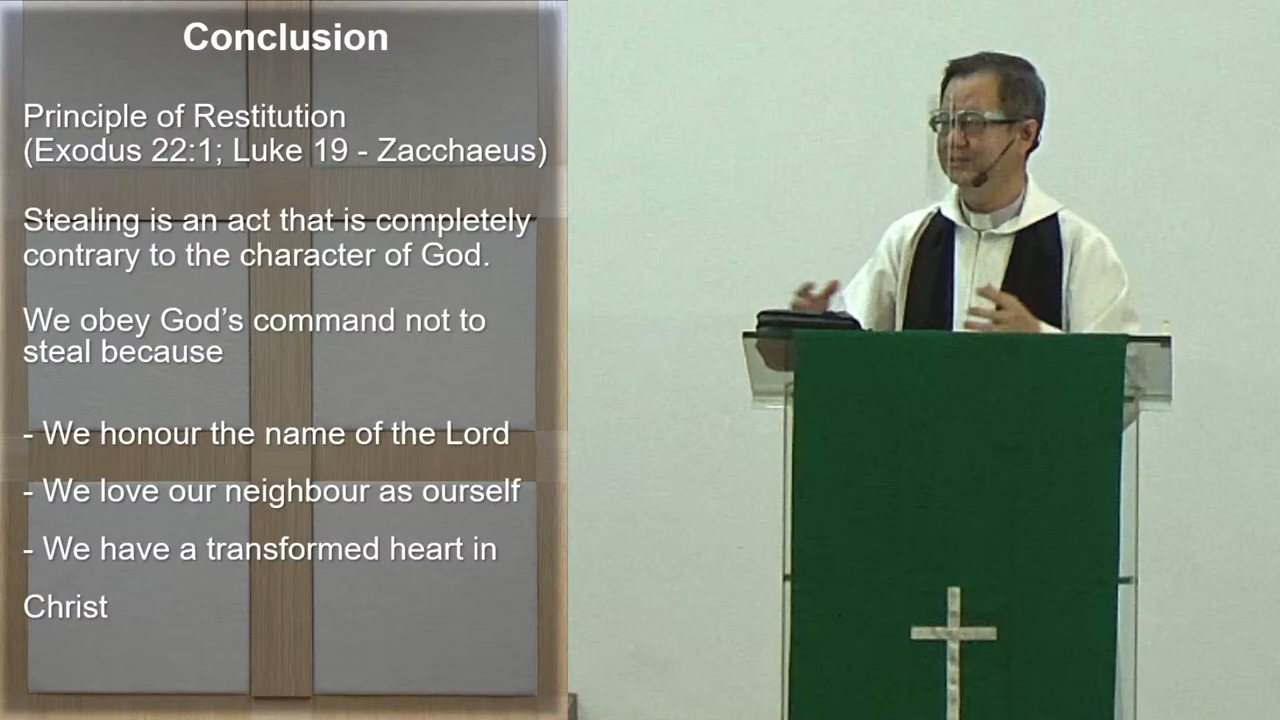 Conclusion
Principle of Restitution
(Exodus 22:1; Luke 19 - Zacchaeus)
Stealing is an act that is completely
contrary to the character of God.
We obey God’s command not to
steal because
- We honour the name of the Lord
- We love our neighbour as ourself
- We have a transformed heart in
Christ